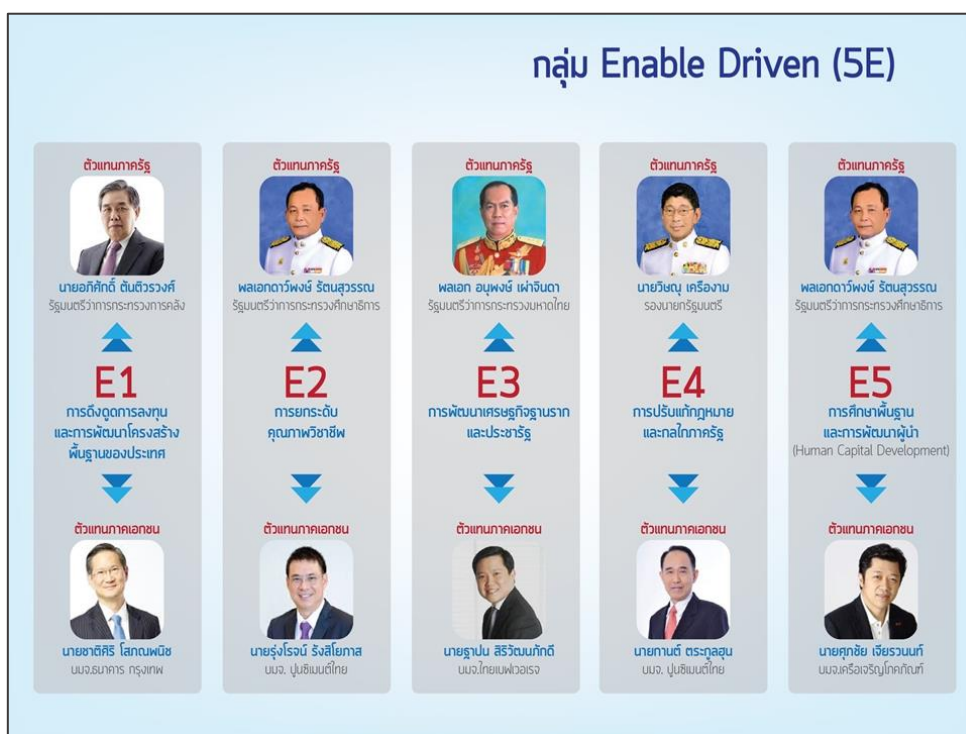 กลุ่ม Enable Driven (5E)
ตัวแทนภาครัฐ
นายอภิศักดิ์ ตันติวรวงศ์
รัฐมนตรีว่าการกระทรวงการคลัง
E1
การดึงดูดการลงทุน
และการพัฒนาโครงสร้าง
พื้นฐานของประเทศ
ตัวแทนภาคเอกชน
นายชาติศิริ โสภณพนิช
บมจ.ธนาคาร กรุงเทพ
ตัวแทนภาครัฐ
พลเอกดาว์พงษ์ รัตนสุวรรณ
รัฐมนตรีว่าการกระทรวงศึกษาธิการ
E2
การยกระดับ
คุณภาพวิชาชีพ
ตัวแทนภาคเอกชน
นายรุ่งโรจน์ รังสิโยภาส
บมจ. ปูนซิเมนต์ไทย
ตัวแทนภาครัฐ
พลเอก อนุพงษ์ เผ่าจินดา
รัฐมนตรีว่าการกระทรวงมหาดไทย
E3
การพัฒนาเศรษฐกิจฐานราก
และประชารัฐ
ตัวแทนภาคเอกชน
นายฐาปน สิริวัฒนภักดี
บมจ.ไทยเบฟเวอเรจ
ตัวแทนภาครัฐ
นายวิษณุ เครืองาม
รองนายกรัฐมนตรี
E4
การปรับแก้กฎหมาย
และกลไกภาครัฐ
ตัวแทนภาคเอกชน
นายกานต์ ตระกูลฮุน
บมจ. ปูนซิเมนต์ไทย
ตัวแทนภาครัฐ
พลเอกดาว์พงษ์ รัตนสุวรรณ
รัฐมนตรีว่าการกระทรวงศึกษาธิการ
E5
การศึกษาพื้นฐาน
และการพัฒนาผู้นำ
(Human Capital Development)
ตัวแทนภาคเอกชน
นายศุภชัย เจียรวนนท์
บมจ.เครือเจริญโภคภัณฑ์